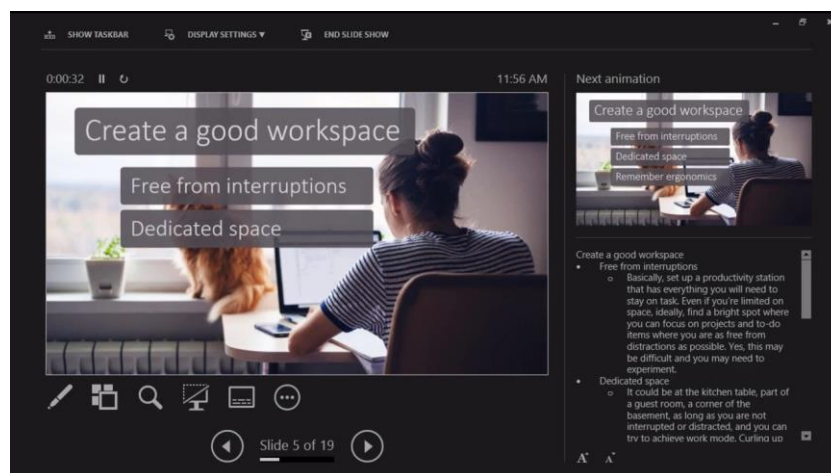 SHOW TASKBAR
DISPLAY SETTINGS ▼
END SLIDE SHOW
0:00:32
11:56 AM
Create a good workspace
Free from interruptions
Dedicated space
Slide 5 of 19
Next animation
Create a good workspace
Free from interruptions
Dedicated space
Remember ergonomics
Create a good workspace
• Free from interruptions
o Basically, set up a productivity station
that has everything you will need to
stay on task. Even if you're limited on
space, ideally, find a bright spot where
you can focus on projects and to-do
items where you are as free from
distractions as possible. Yes, this may
be difficult and you may need to
experiment.
• Dedicated space
o It could be at the kitchen table, part of
a guest room, a corner of the
basement, as long as you are not
interrupted or distracted, and you can
try to achieve work mode. Curling up
A A